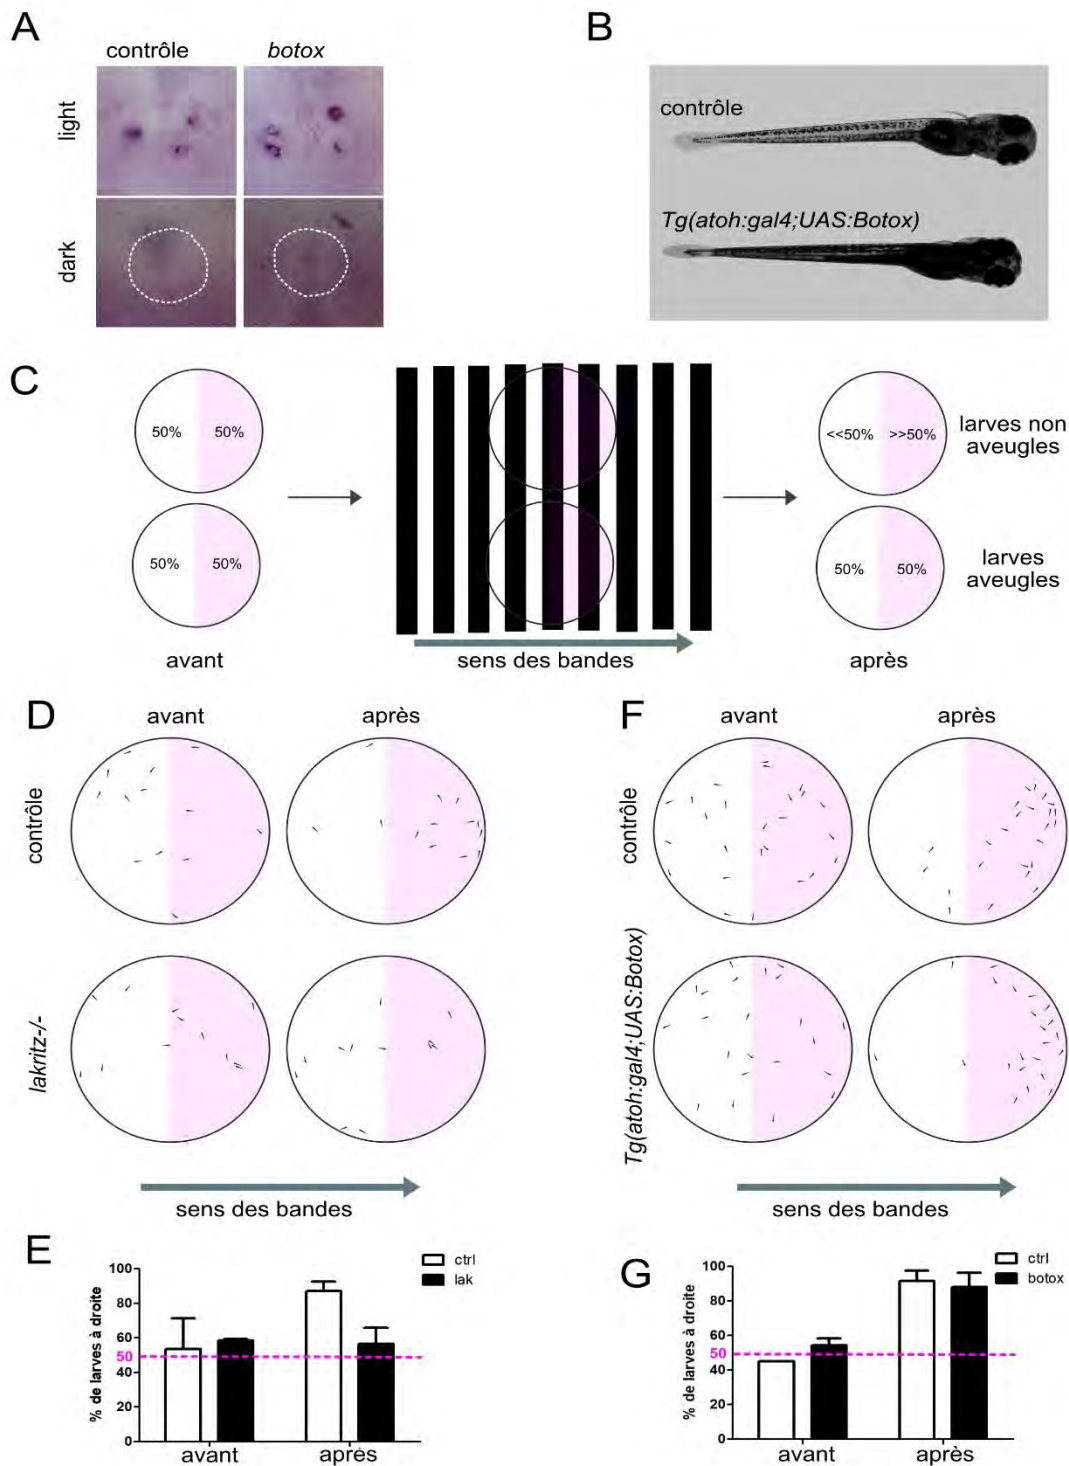 A
contrôle botox
light
dark
B
contrôle
Tg(atoh:gal4;UAS:Botox)
C
50% 50%
50% 50%
avant
sens des bandes
<<50% >>50%
larves non
aveugles
50% 50%
larves
aveugles
après
D
avant après
contrôle
lakritz-/-
sens des bandes
F
avant après
contrôle
Tg(atoh:gal4;UAS:Botox)
sens des bandes
E
ctrl
lak
% de larves à droite
100
80
60
50
40
20
0
avant après
G
ctrl
botox
% de larves à droite
100
80
60
50
40
20
0
avant après